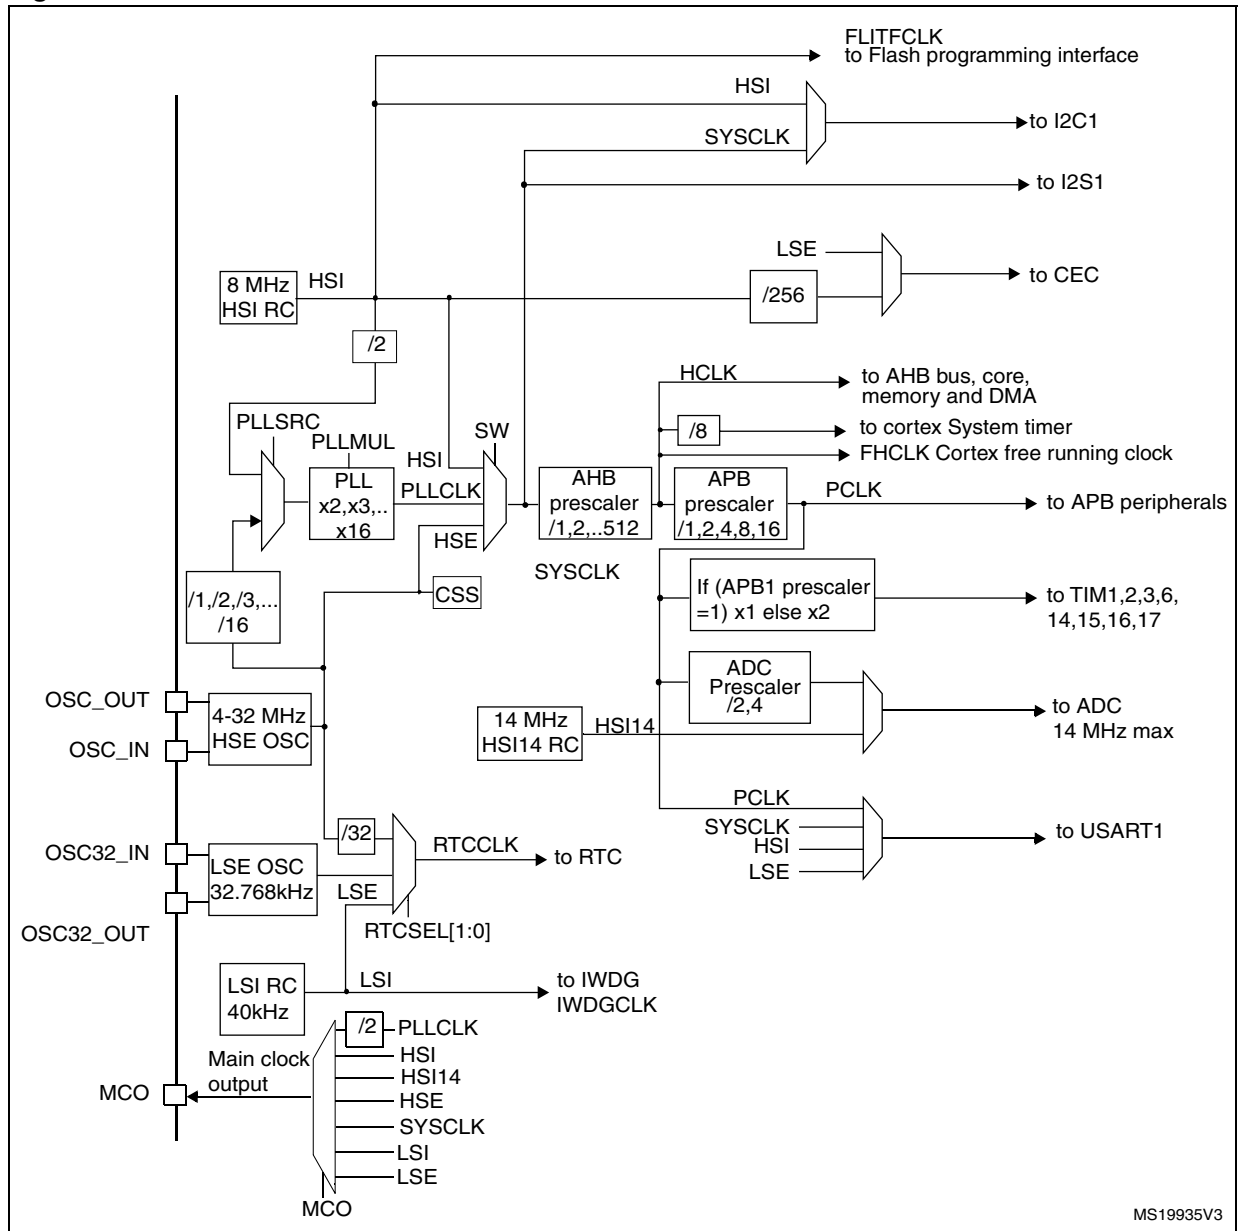 FLITFCLK
to Flash programming interface
HSI
to I2C1
SYSCLK
to I2S1
LSE
to CEC
8 MHz
HSI RC
HSI
/256
/2
HCLK
to AHB bus, core,
memory and DMA
PLLSRC
SW
/8
to cortex System timer
PLLMUL
HSI
FHCLK Cortex free running clock
PLL
x2,x3,..
x16
PLLCLK
AHB
prescaler
/1,2,..512
APB
prescaler
/1,2,4,8,16
PCLK
to APB peripherals
HSE
SYSCLK
/1,/2,/3,...
/16
CSS
If (APB1 prescaler
=1) x1 else x2
to TIM1,2,3,6,
14,15,16,17
OSC_OUT
4-32 MHz
HSE OSC
OSC_IN
14 MHz
HSI14 RC
HSI14
ADC
Prescaler
/2,4
to ADC
14 MHz max
PCLK
SYSCLK
HSI
LSE
to USART1
/32
RTCCLK
to RTC
OSC32_IN
LSE OSC
32.768kHz
LSE
OSC32_OUT
RTCSEL[1:0]
LSI RC
40kHz
LSI
to IWDG
IWDGCLK
/2
PLLCLK
Main clock
output
HSI
HSI14
MCO
HSE
SYSCLK
LSI
LSE
MCO
MS19935V3